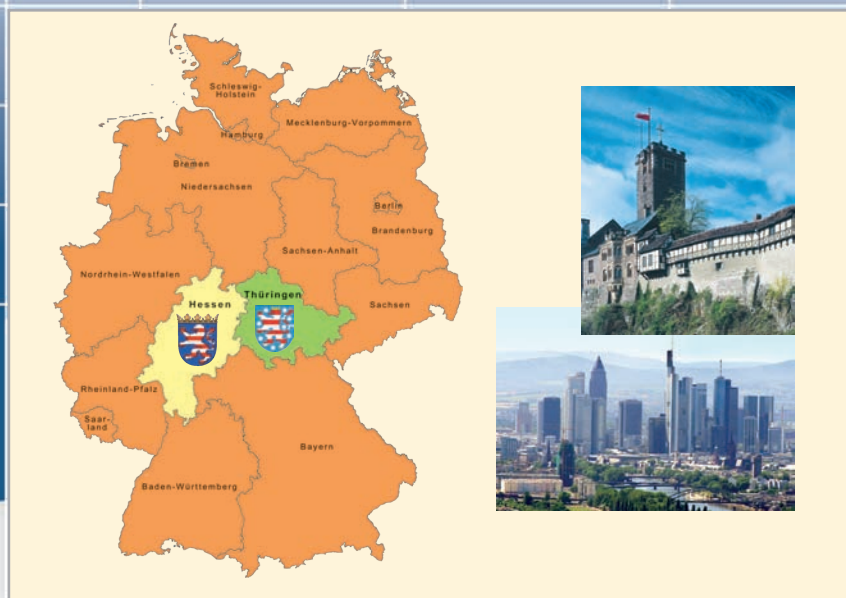 Schleswig-
Holstein
Mecklenburg-Vorpommern
Hamburg
Bremen
Niedersachsen
Berlin
Brandenburg
Sachsen-Anhalt
Nordrhein-Westfalen
Thüringen
Hessen
Sachsen
Rheinland-Pfalz
Saar-
land
Bayern
Baden-Württemberg